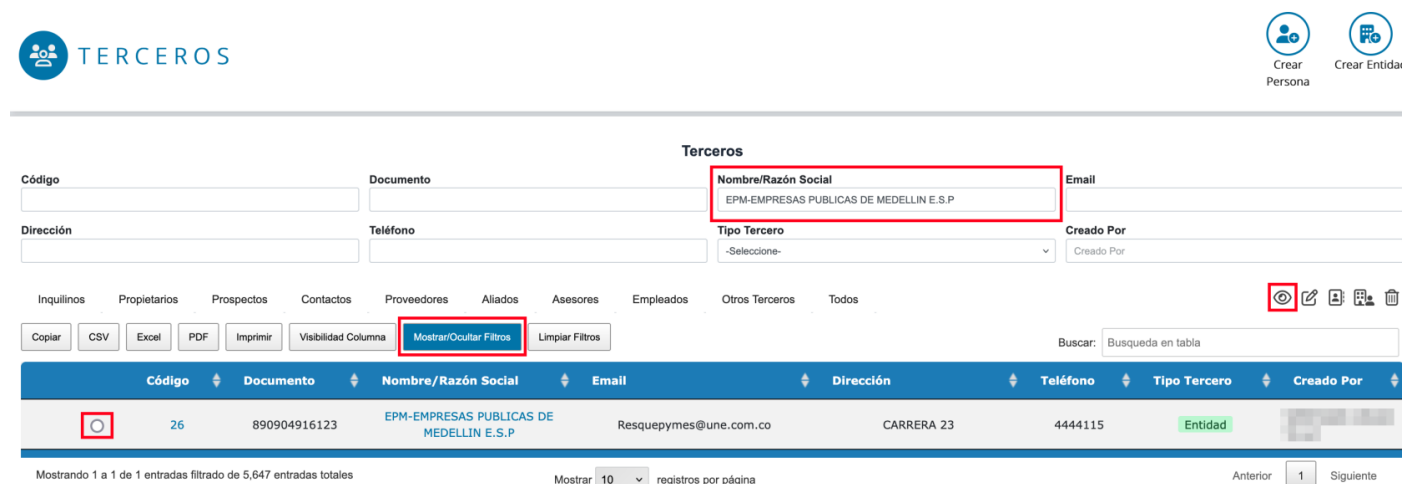 TERCEROS
Crear Persona
Crear Entidad
Terceros
Código Documento Nombre/Razón Social Email
EPM-EMPRESAS PUBLICAS DE MEDELLIN E.S.P
Dirección Teléfono Tipo Tercero Creado Por
-Seleccione- Creado Por
Inquilinos Propietarios Prospectos Contactos Proveedores Aliados Asesores Empleados Otros Terceros Todos
Copiar CSV Excel PDF Imprimir Visibilidad Columna Mostrar/Ocultar Filtros Limpiar Filtros Buscar: Busqueda en tabla
Código Documento Nombre/Razón Social Email Dirección Teléfono Tipo Tercero Creado Por
26 890904916123 EPM-EMPRESAS PUBLICAS DE MEDELLIN E.S.P Resquepymes@une.com.co CARRERA 23 4444115 Entidad
Mostrando 1 a 1 de 1 entradas filtrado de 5,647 entradas totales Mostrar 10 registros por página Anterior 1 Siguiente